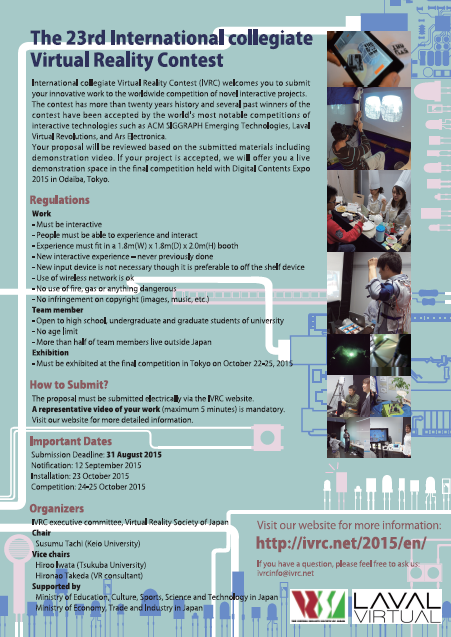 The 23rd International collegiate
Virtual Reality Contest
International collegiate Virtual Reality Contest (IVRC) welcomes you to submit
your innovative work to the worldwide competition of novel interactive projects.
The contest has more than twenty years history and several past winners of the
contest have been accepted by the world's most notable competitions of
interactive technologies such as ACM SIGGRAPH Emerging Technologies, Laval
Virtual Revolutions, and Ars Electronica.
Your proposal will be reviewed based on the submitted materials including
demonstration video. If your project is accepted, we will offer you a live
demonstration space in the final competition held with Digital Contents Expo
2015 in Odaiba, Tokyo.
Regulations
Work
- Must be interactive
- People must be able to experience and interact
- Experience must fit in a 1.8m(W) x 1.8m(D) x 2.0m(H) booth
- New interactive experience – never previously done
- New input device is not necessary though it is preferable to off the shelf device
- Use of wireless network is ok
- No use of fire, gas or anything dangerous
- No infringement on copyright (images, music, etc.)
Team member
- Open to high school, undergraduate and graduate students of university
- No age limit
- More than half of team members live outside Japan
Exhibition
- Must be exhibited at the final competition in Tokyo on October 22-25, 2015
How to Submit?
The proposal must be submitted electrically via the IVRC website.
A representative video of your work (maximum 5 minutes) is mandatory.
Visit our website for more detailed information.
Important Dates
Submission Deadline: 31 August 2015
Notification: 12 September 2015
Installation: 23 October 2015
Competition: 24-25 October 2015
Organizers
IVRC executive committee, Virtual Reality Society of Japan
Chair
Susumu Tachi (Keio University)
Vice chairs
Hiroo Iwata (Tsukuba University)
Hironao Takeda (VR consultant)
Supported by
Ministry of Education, Culture, Sports, Science and Technology in Japan
Ministry of Economy, Trade and Industry in Japan
Visit our website for more information:
http://ivrc.net/2015/en/
If you have a question, please feel free to ask us:
ivrcinfo@ivrc.net
VRSJ
THE VIRTUAL REALITY SOCIETY OF JAPAN
LAVAL
VIRTUAL